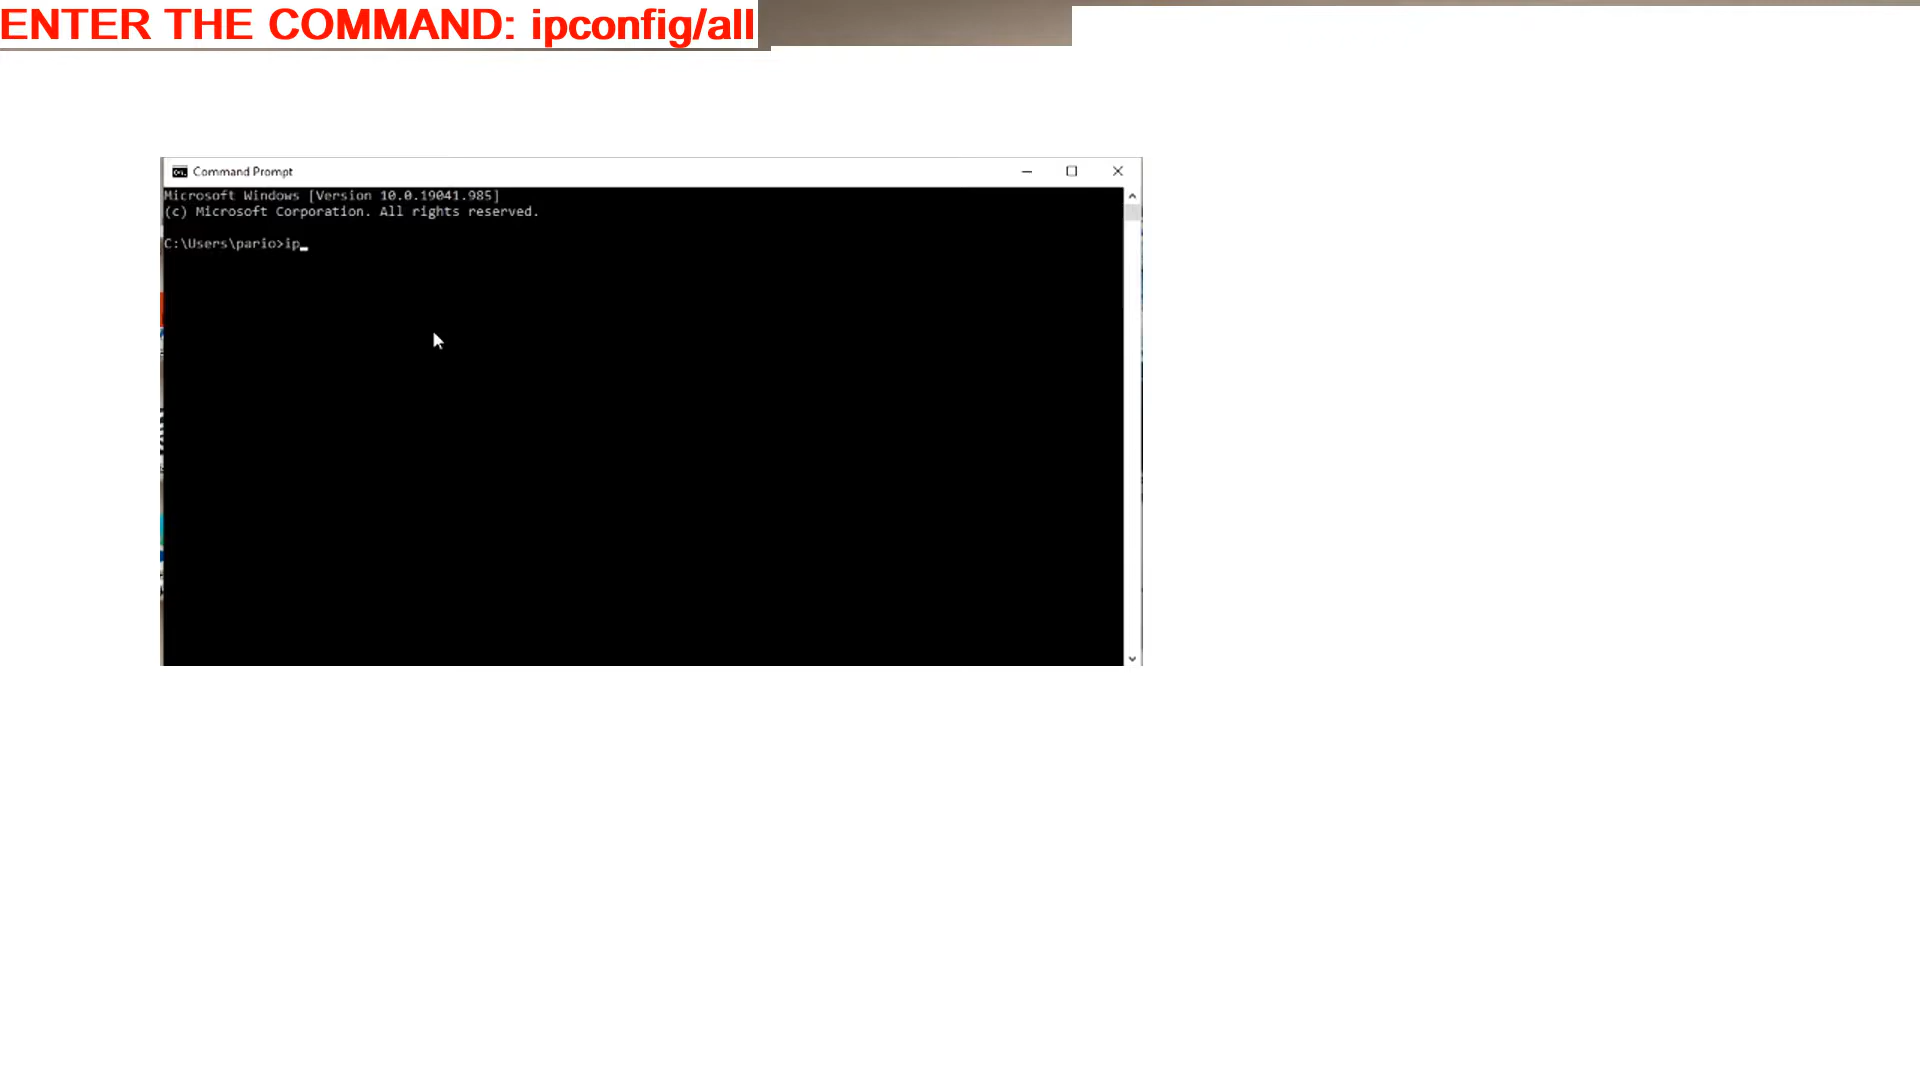 ENTER THE COMMAND: ipconfig/all
Command Prompt
Microsoft Windows [Version 10.0.19041.985]
(c) Microsoft Corporation. All rights reserved.
C:\Users\pario>ip_